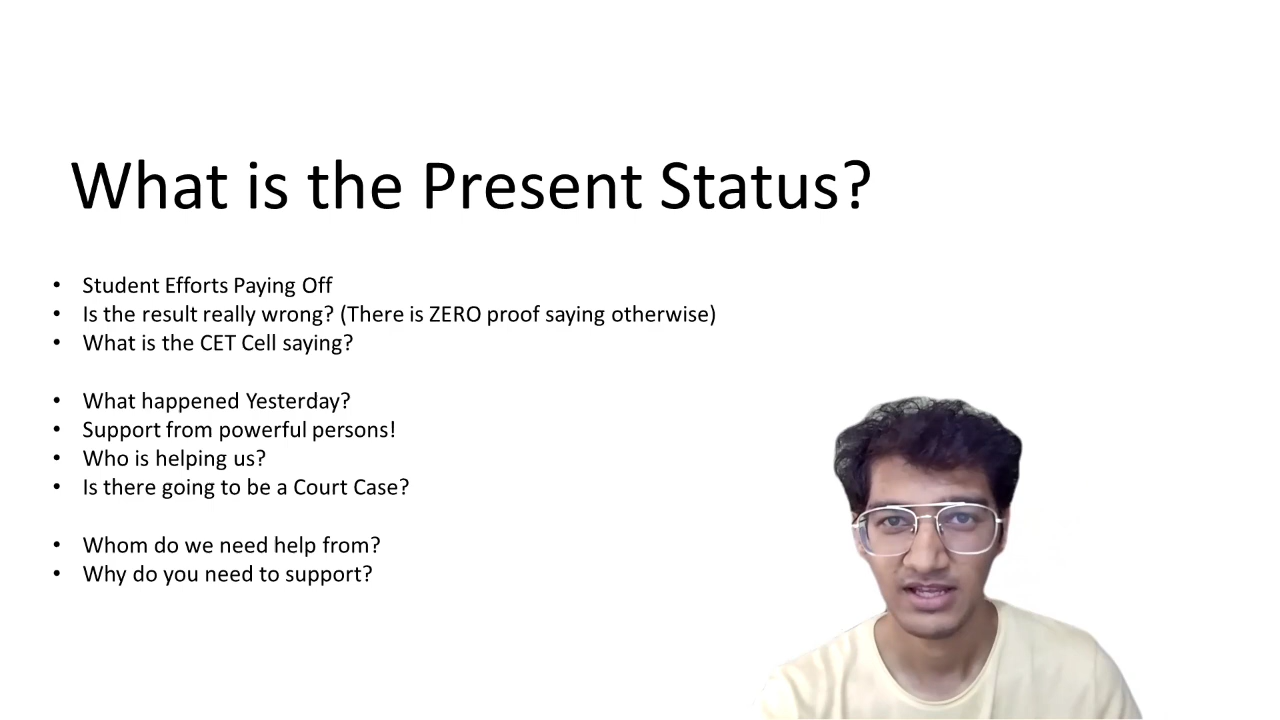 What is the Present Status?
• Student Efforts Paying Off
• Is the result really wrong? (There is ZERO proof saying otherwise)
• What is the CET Cell saying?
• What happened Yesterday?
• Support from powerful persons!
• Who is helping us?
• Is there going to be a Court Case?
• Whom do we need help from?
• Why do you need to support?